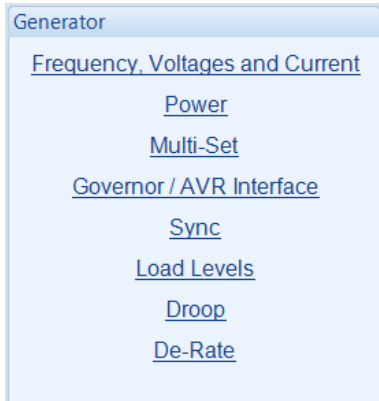 Generator
Frequency, Voltages and Current
Power
Multi-Set
Governor / AVR Interface
Sync
Load Levels
Droop
De-Rate